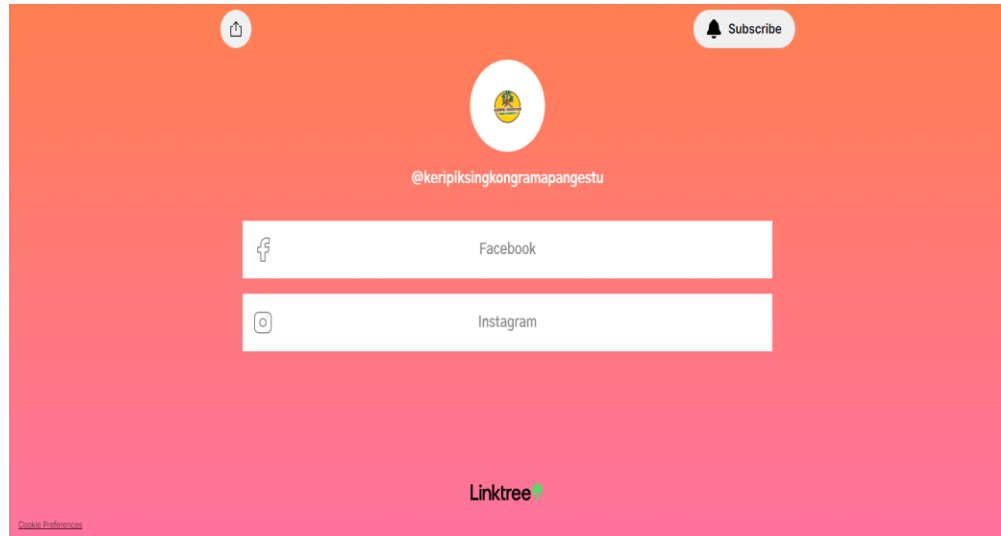 Subscribe
@keripiksingkongramapangestu
Facebook
Instagram
Linktree
Cookie Preferences